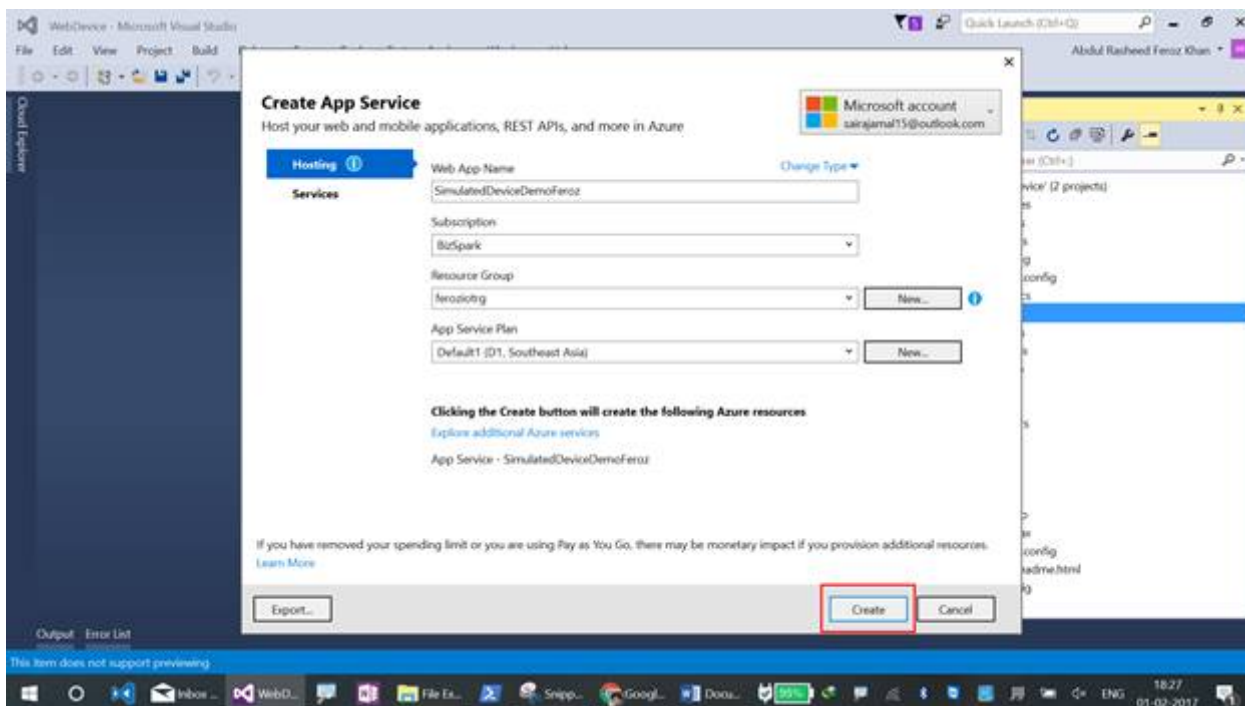 WebDevice - Microsoft Visual Studio
Quick Launch (Ctrl+Q)
File Edit View Project Build
Abdul Rasheed Feroz Khan
Cloud Explorer
Create App Service
Host your web and mobile applications, REST APIs, and more in Azure
Microsoft account
sairajamal15@outlook.com
Hosting
Services
Web App Name
Change Type
SimulatedDeviceDemoFeroz
Subscription
BizSpark
Resource Group
feroziotrg
New...
App Service Plan
Default1 (D1, Southeast Asia)
New...
Clicking the Create button will create the following Azure resources
Explore additional Azure services
App Service - SimulatedDeviceDemoFeroz
If you have removed your spending limit or you are using Pay as You Go, there may be monetary impact if you provision additional resources.
Learn More
Export...
Create
Cancel
(Ctrl+;)
(2 projects)
config
config
Output Error List
This item does not support previewing
Inbox ...
WebD...
File Ex...
Snipp...
Googl...
Docu...
ENG
18:27
01-02-2017